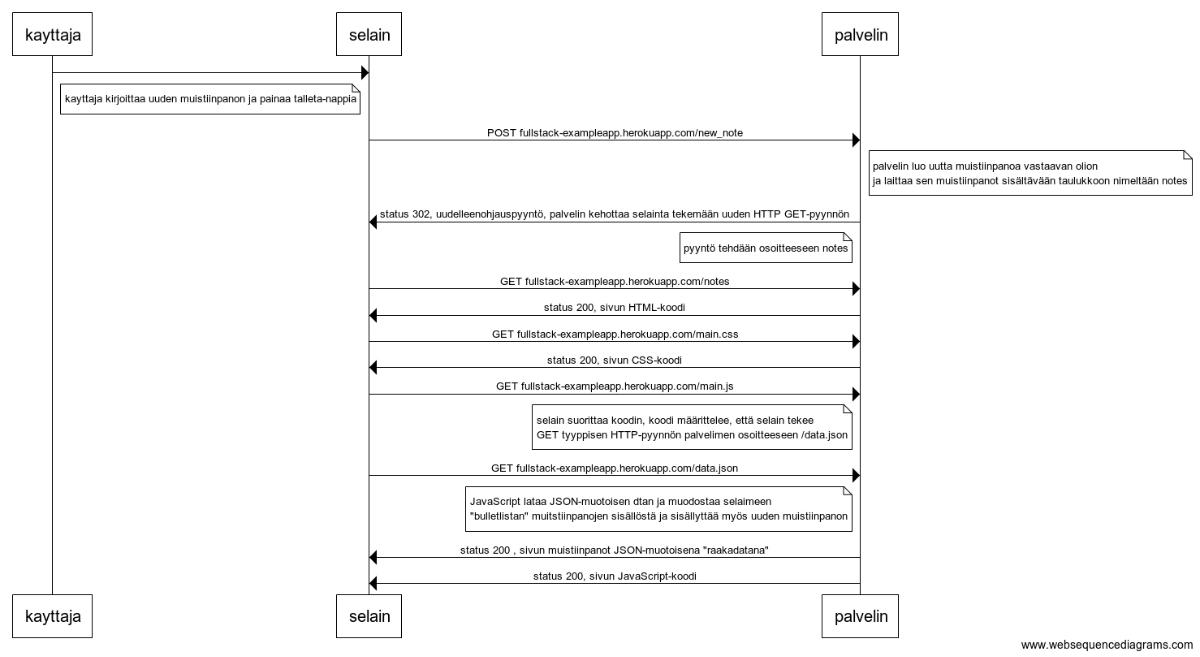 kayttaja
selain
palvelin
kayttaja kirjoittaa uuden muistiinpanon ja painaa talleta-nappia
POST fullstack-exampleapp.herokuapp.com/new_note
palvelin luo uutta muistiinpanoa vastaavan olion
ja laittaa sen muistiinpanot sisältävään taulukkoon nimeltään notes
status 302, uudelleenohjauspyyntö, palvelin kehottaa selainta tekemään uuden HTTP GET-pyynnön
pyyntö tehdään osoitteeseen notes
GET fullstack-exampleapp.herokuapp.com/notes
status 200, sivun HTML-koodi
GET fullstack-exampleapp.herokuapp.com/main.css
status 200, sivun CSS-koodi
GET fullstack-exampleapp.herokuapp.com/main.js
selain suorittaa koodin, koodi määrittelee, että selain tekee
GET tyyppisen HTTP-pyynnön palvelimen osoitteeseen /data.json
GET fullstack-exampleapp.herokuapp.com/data.json
JavaScript lataa JSON-muotoisen dtan ja muodostaa selaimeen
"bulletlistan" muitstiinpanojen sisällöstä ja sisällyttää myös uuden muistiinpanon
status 200 , sivun muistiinpanot JSON-muotoisena "raakadatana"
status 200, sivun JavaScript-koodi
kayttaja
selain
palvelin
www.websequencediagrams.com